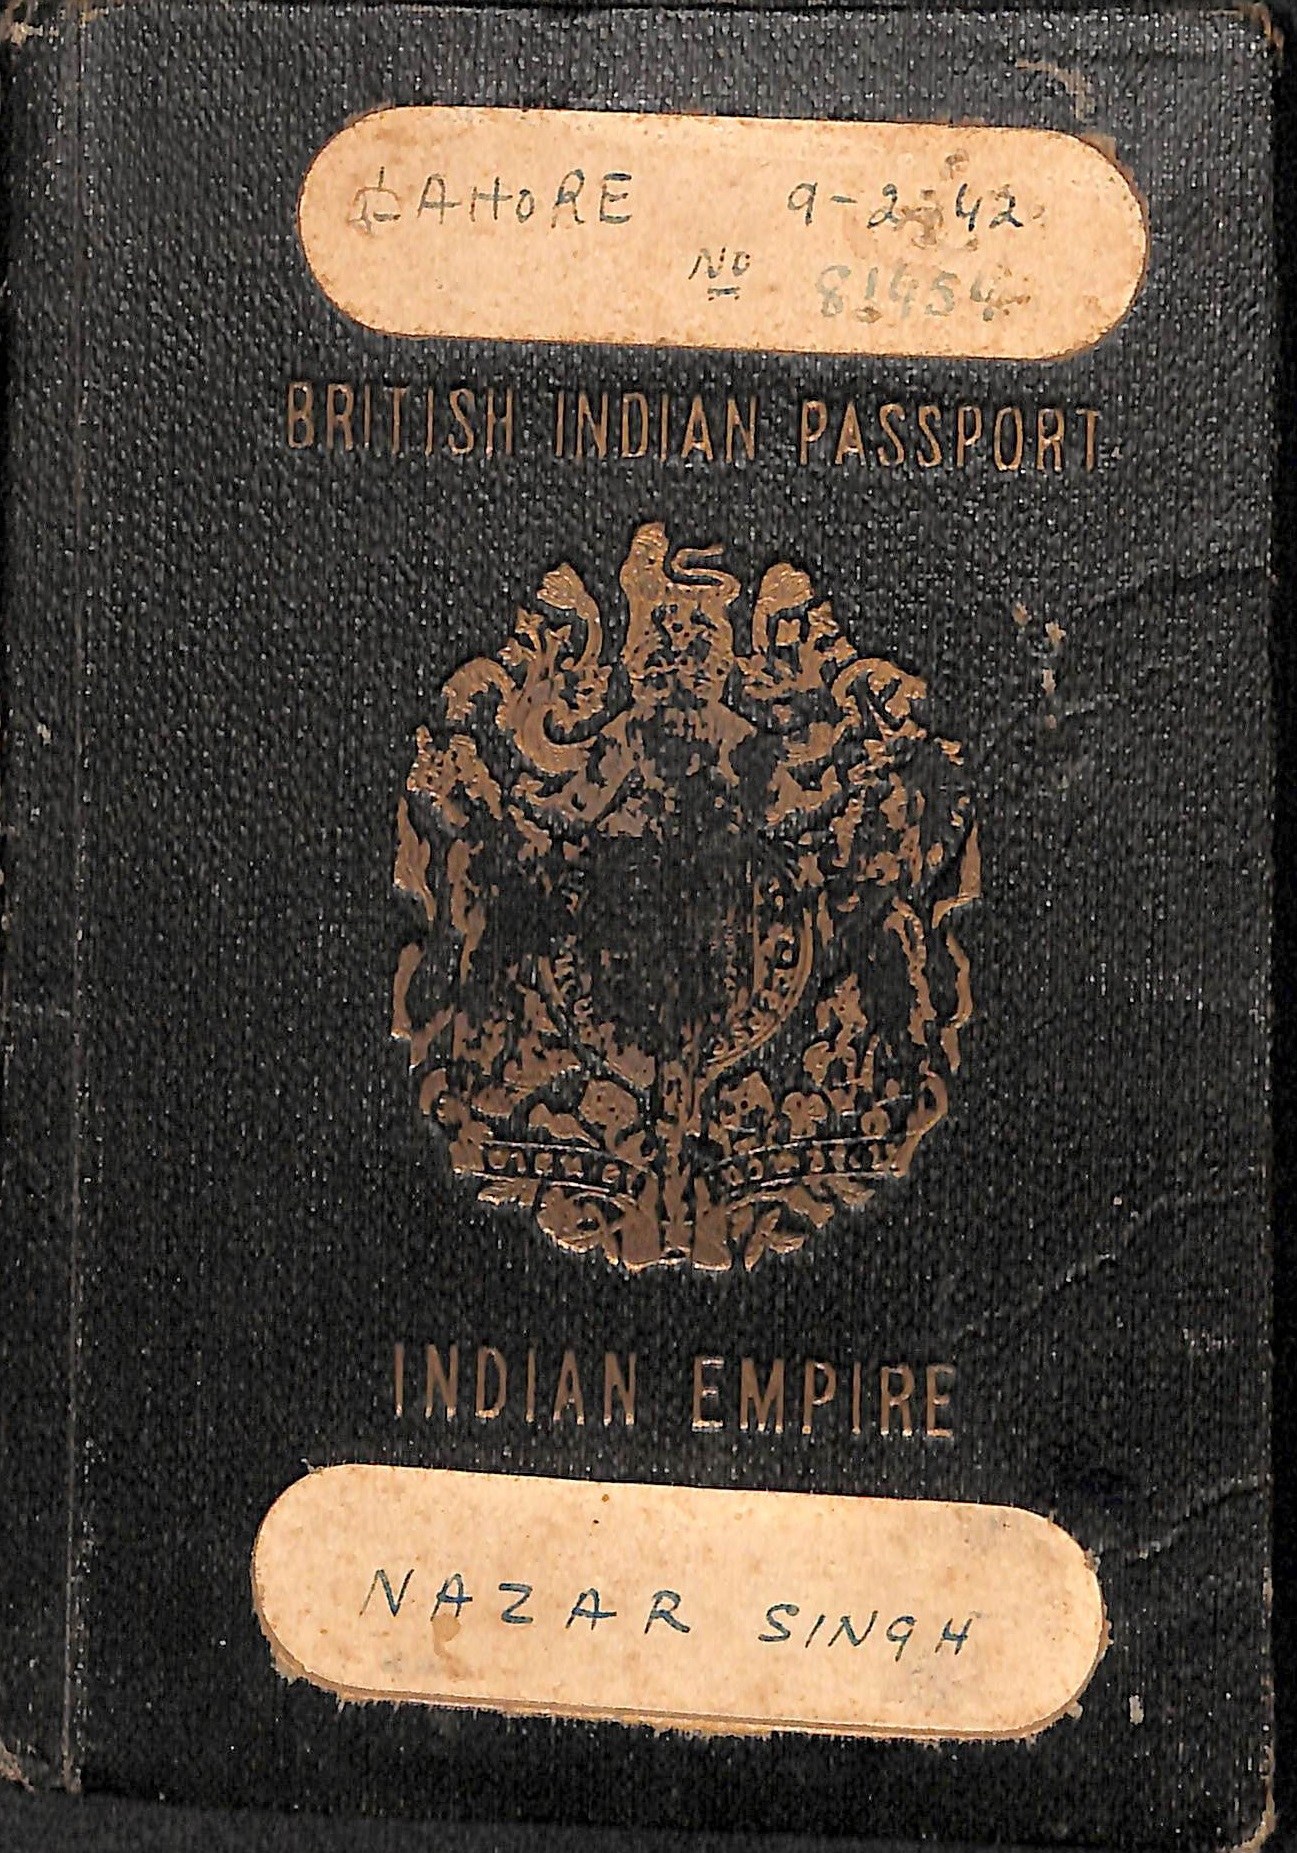 LAHORE 9-2-42
No 81454
BRITISH INDIAN PASSPORT.
INDIAN EMPIRE
NAZAR SINGH